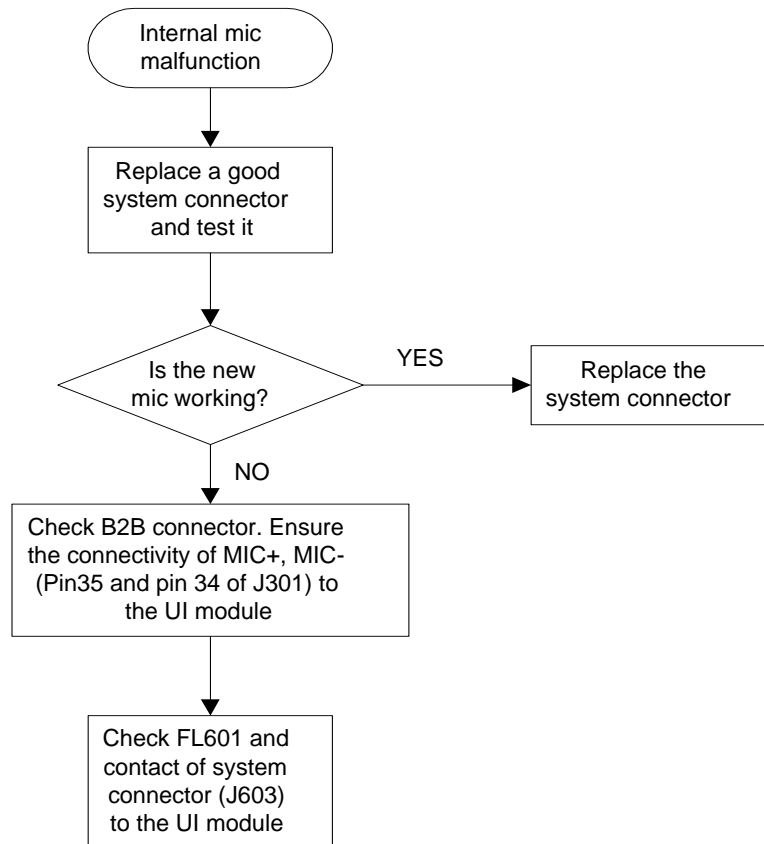 Internal mic
malfunction
Replace a good
system connector
and test it
Is the new
mic working?
YES
Replace the
system connector
NO
Check B2B connector. Ensure
the connectivity of MIC+, MIC-
(Pin35 and pin 34 of J301) to
the UI module
Check FL601 and
contact of system
connector (J603)
to the UI module